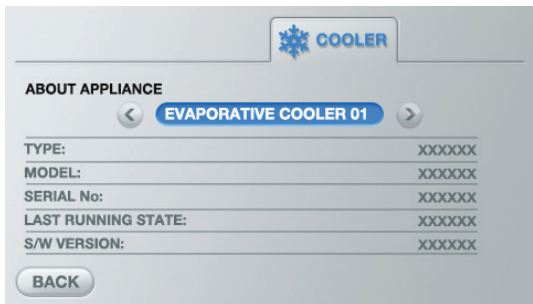 COOLER
ABOUT APPLIANCE
EVAPORATIVE COOLER 01
TYPE: XXXXXX
MODEL: XXXXXX
SERIAL No: XXXXXX
LAST RUNNING STATE: XXXXXX
S/W VERSION: XXXXXX
BACK